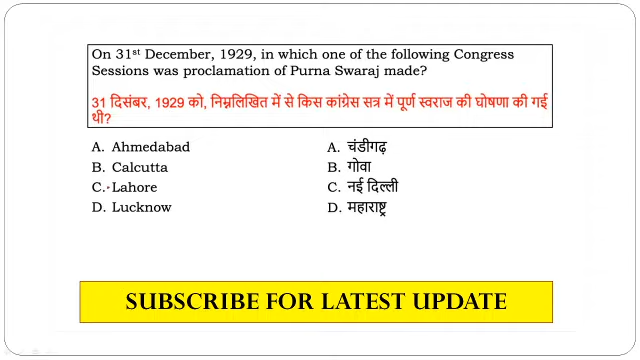 On 31st December, 1929, in which one of the following Congress
Sessions was proclamation of Purna Swaraj made?
31 दिसंबर, 1929 को, निम्नलिखित में से किस कांग्रेस सत्र में पूर्ण स्वराज की घोषणा की गई
थी?
A. Ahmedabad
B. Calcutta
C. Lahore
D. Lucknow
A. चंडीगढ़
B. गोवा
C. नई दिल्ली
D. महाराष्ट्र
SUBSCRIBE FOR LATEST UPDATE